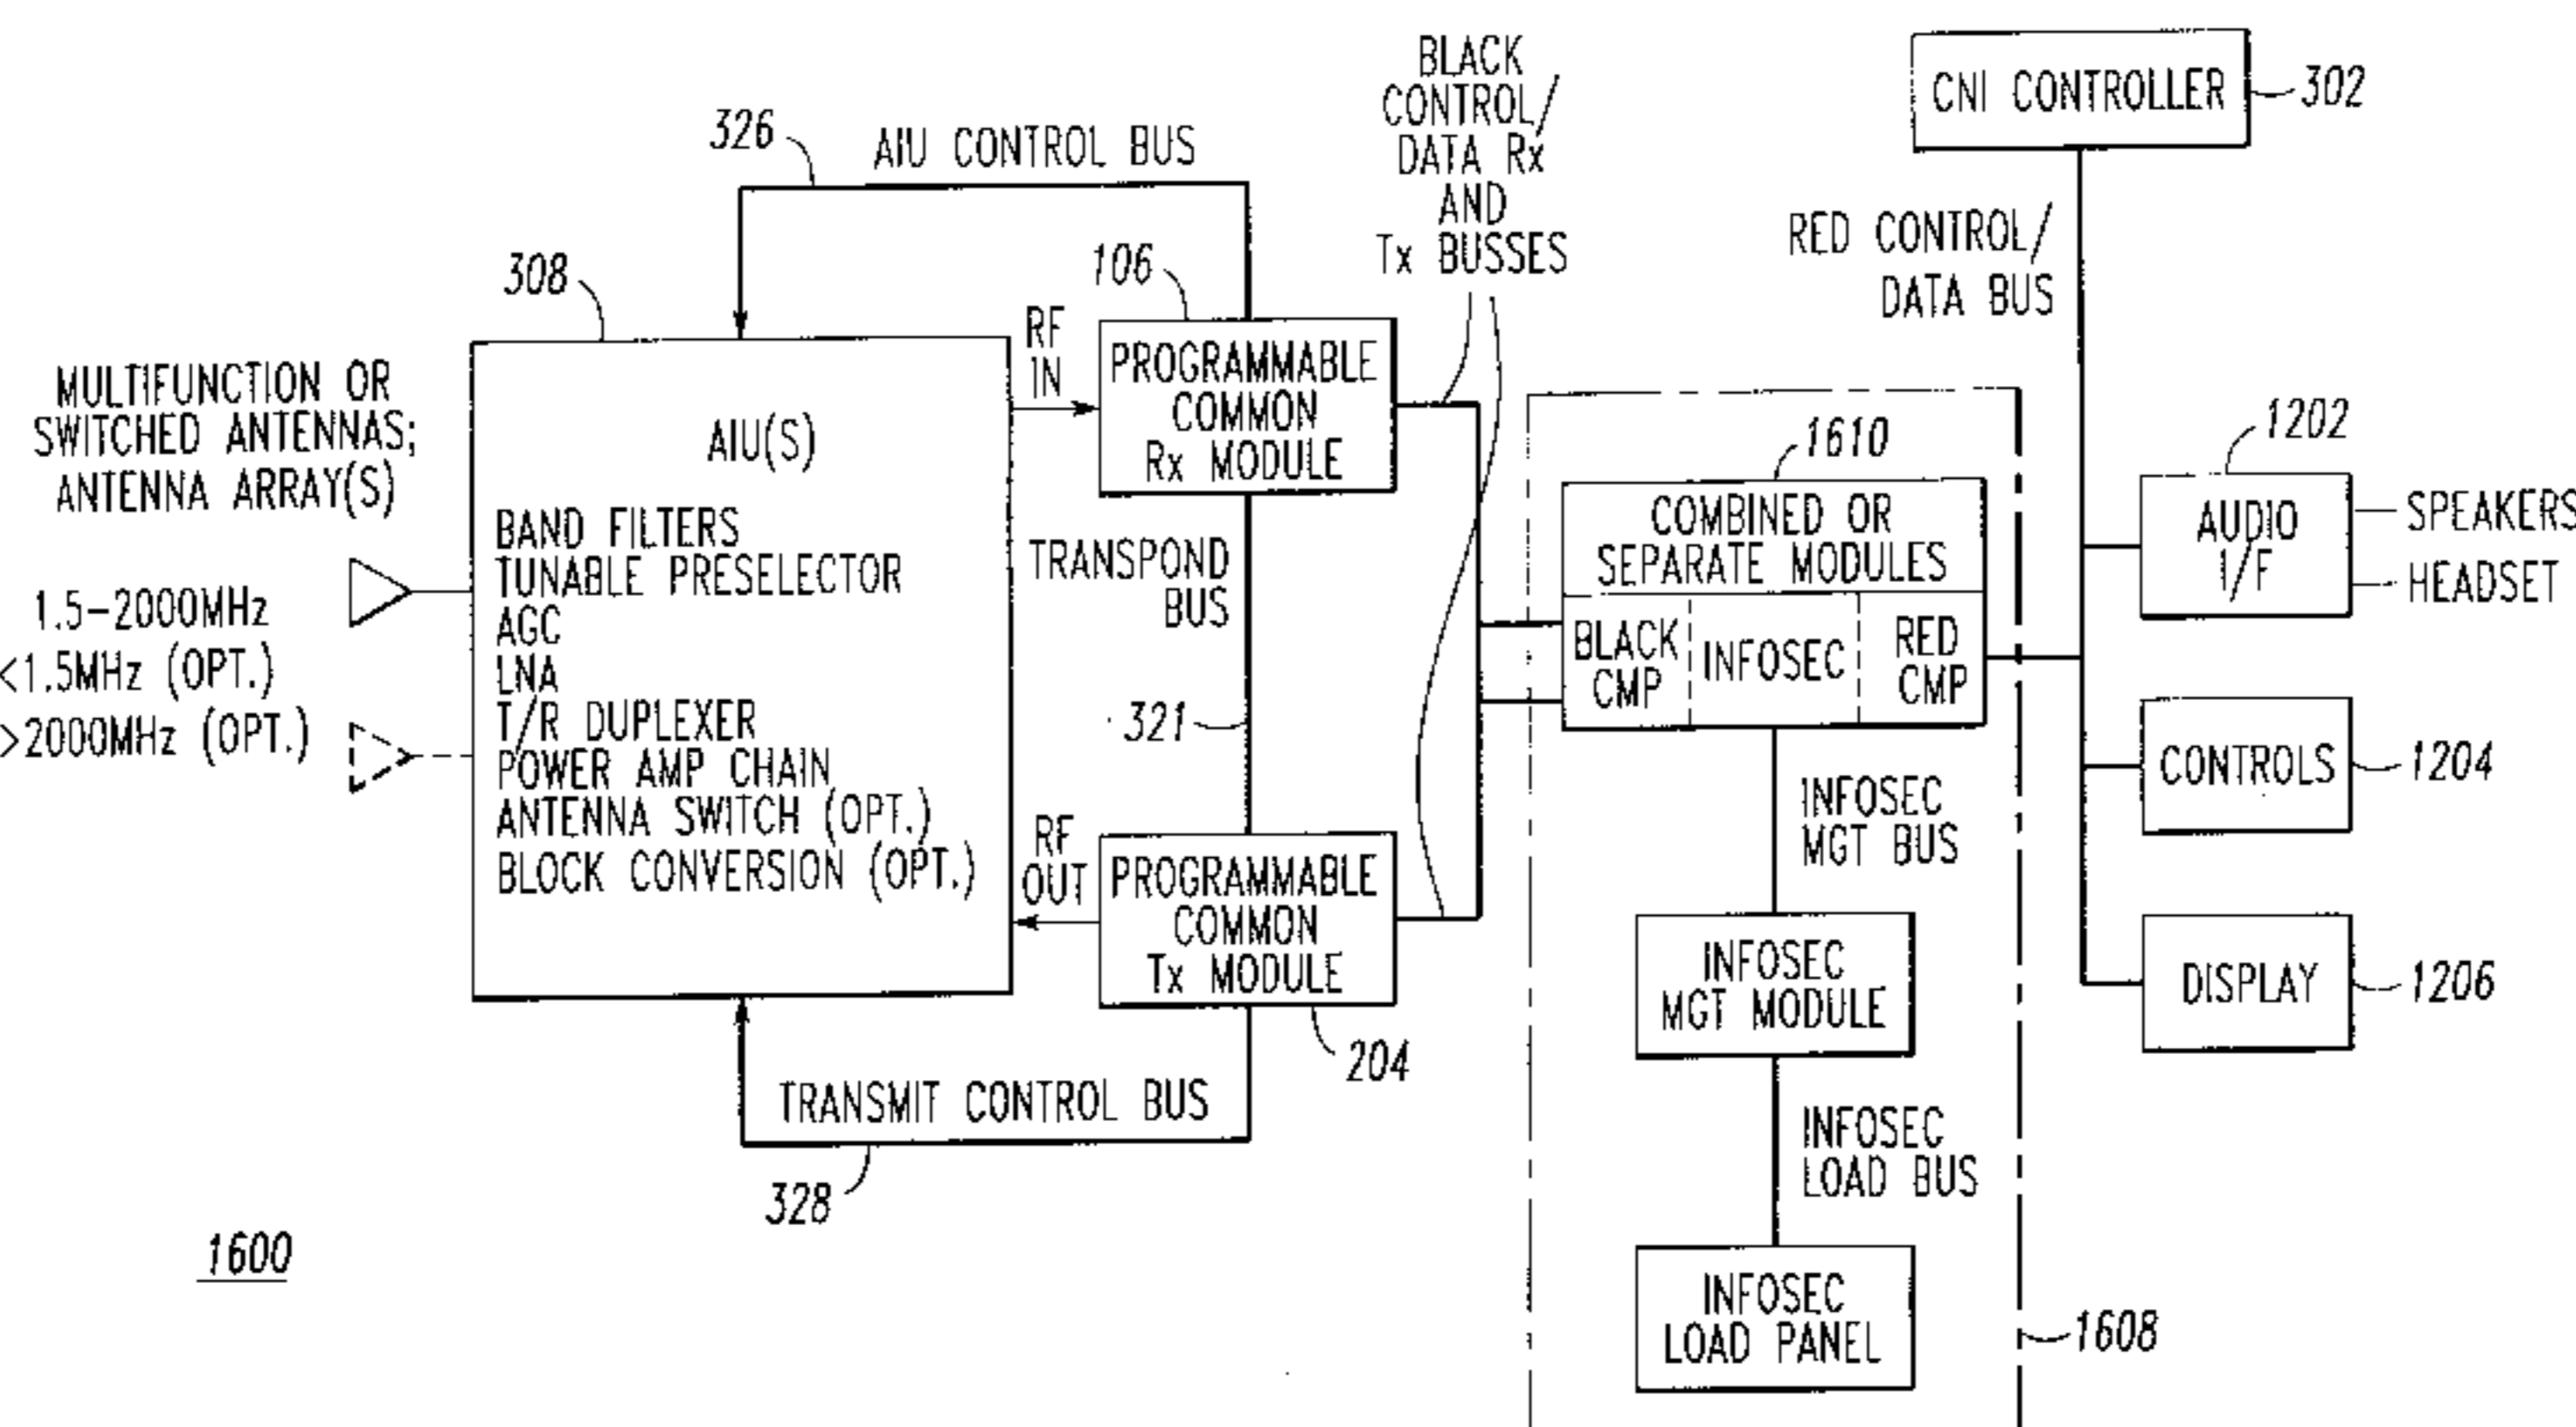 BLACK
CONTROL/
DATA Rx
AND
Tx BUSSES
CNI CONTROLLER
302
326
AIU CONTROL BUS
RED CONTROL/
DATA BUS
308
106
RF
IN
PROGRAMMABLE
COMMON
Rx MODULE
MULTIFUNCTION OR
SWITCHED ANTENNAS;
ANTENNA ARRAY(S)
1.5-2000MHz
<1.5MHz (OPT.)
>2000MHz (OPT.)
AIU(S)
BAND FILTERS
TUNABLE PRESELECTOR
AGC
LNA
T/R DUPLEXER
POWER AMP CHAIN
ANTENNA SWITCH (OPT.)
BLOCK CONVERSION (OPT.)
TRANSPOND
BUS
321
RF
OUT
PROGRAMMABLE
COMMON
Tx MODULE
204
TRANSMIT CONTROL BUS
328
1610
COMBINED OR
SEPARATE MODULES
BLACK
CMP
INFOSEC
RED
CMP
INFOSEC
MGT BUS
INFOSEC
MGT MODULE
INFOSEC
LOAD BUS
INFOSEC
LOAD PANEL
1608
1202
AUDIO
I/F
SPEAKERS
HEADSET
CONTROLS
1204
DISPLAY
1206
1600